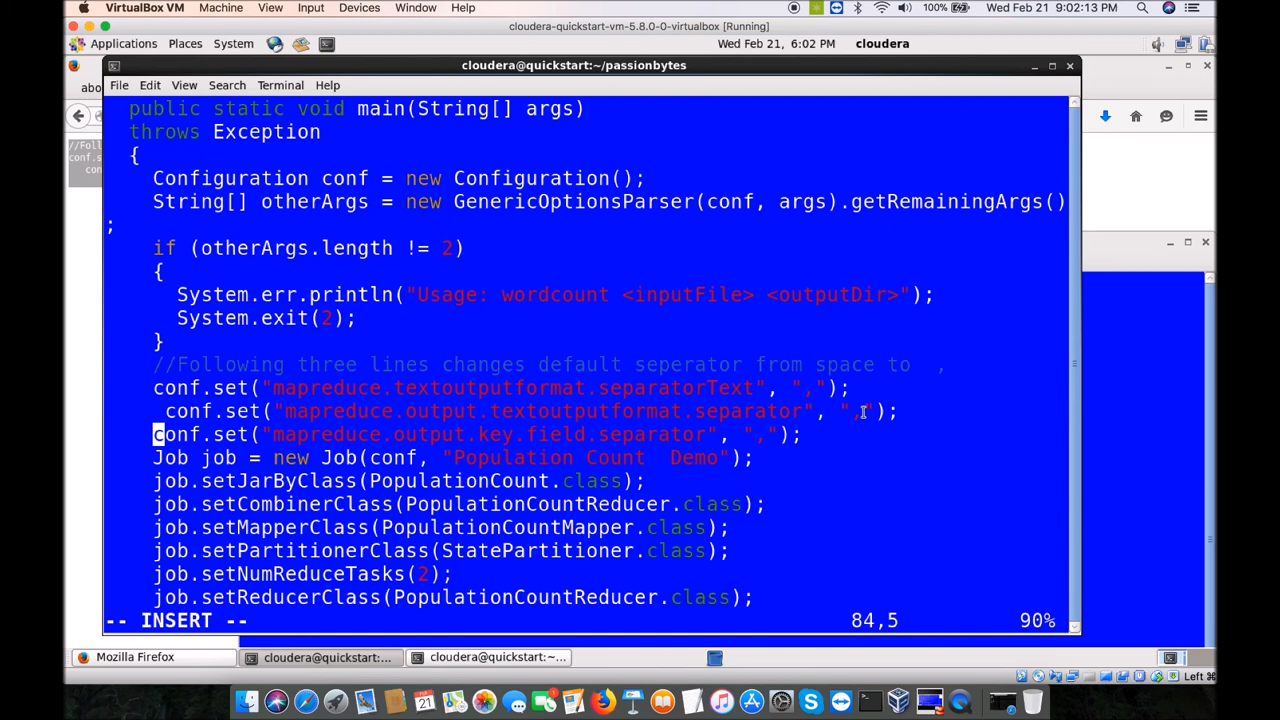 VirtualBox VM Machine Input View Devices Window Help 100% Wed Feb 21 9:02:13 PM
cloudera-quickstart-vm-5.8.0-0-virtualbox [Running]
Applications Places System Wed Feb 21, 6:02 PM cloudera
cloudera@quickstart:~/passionbytes
File Edit View Search Terminal Help
abo
public static void main(String[] args)
throws Exception
{
Configuration conf = new Configuration();
String[] otherArgs = new GenericOptionsParser(conf, args).getRemainingArgs()
;
if (otherArgs.length != 2)
{
System.err.println("Usage: wordcount <inputFile> <outputDir>");
System.exit(2);
}
//Following three lines changes default seperator from space to  ,
conf.set("mapreduce.textoutputformat.separatorText", ",");
conf.set("mapreduce.output.textoutputformat.separator", ",");
conf.set("mapreduce.output.key.field.separator", ",");
Job job = new Job(conf, "Population Count  Demo");
job.setJarByClass(PopulationCount.class);
job.setCombinerClass(PopulationCountReducer.class);
job.setMapperClass(PopulationCountMapper.class);
job.setPartitionerClass(StatePartitioner.class);
job.setNumReduceTasks(2);
job.setReducerClass(PopulationCountReducer.class);
-- INSERT -- 84,5 90%
//Foll
conf.s
con
Mozilla Firefox cloudera@quickstart:... cloudera@quickstart:~...
Left ⌘